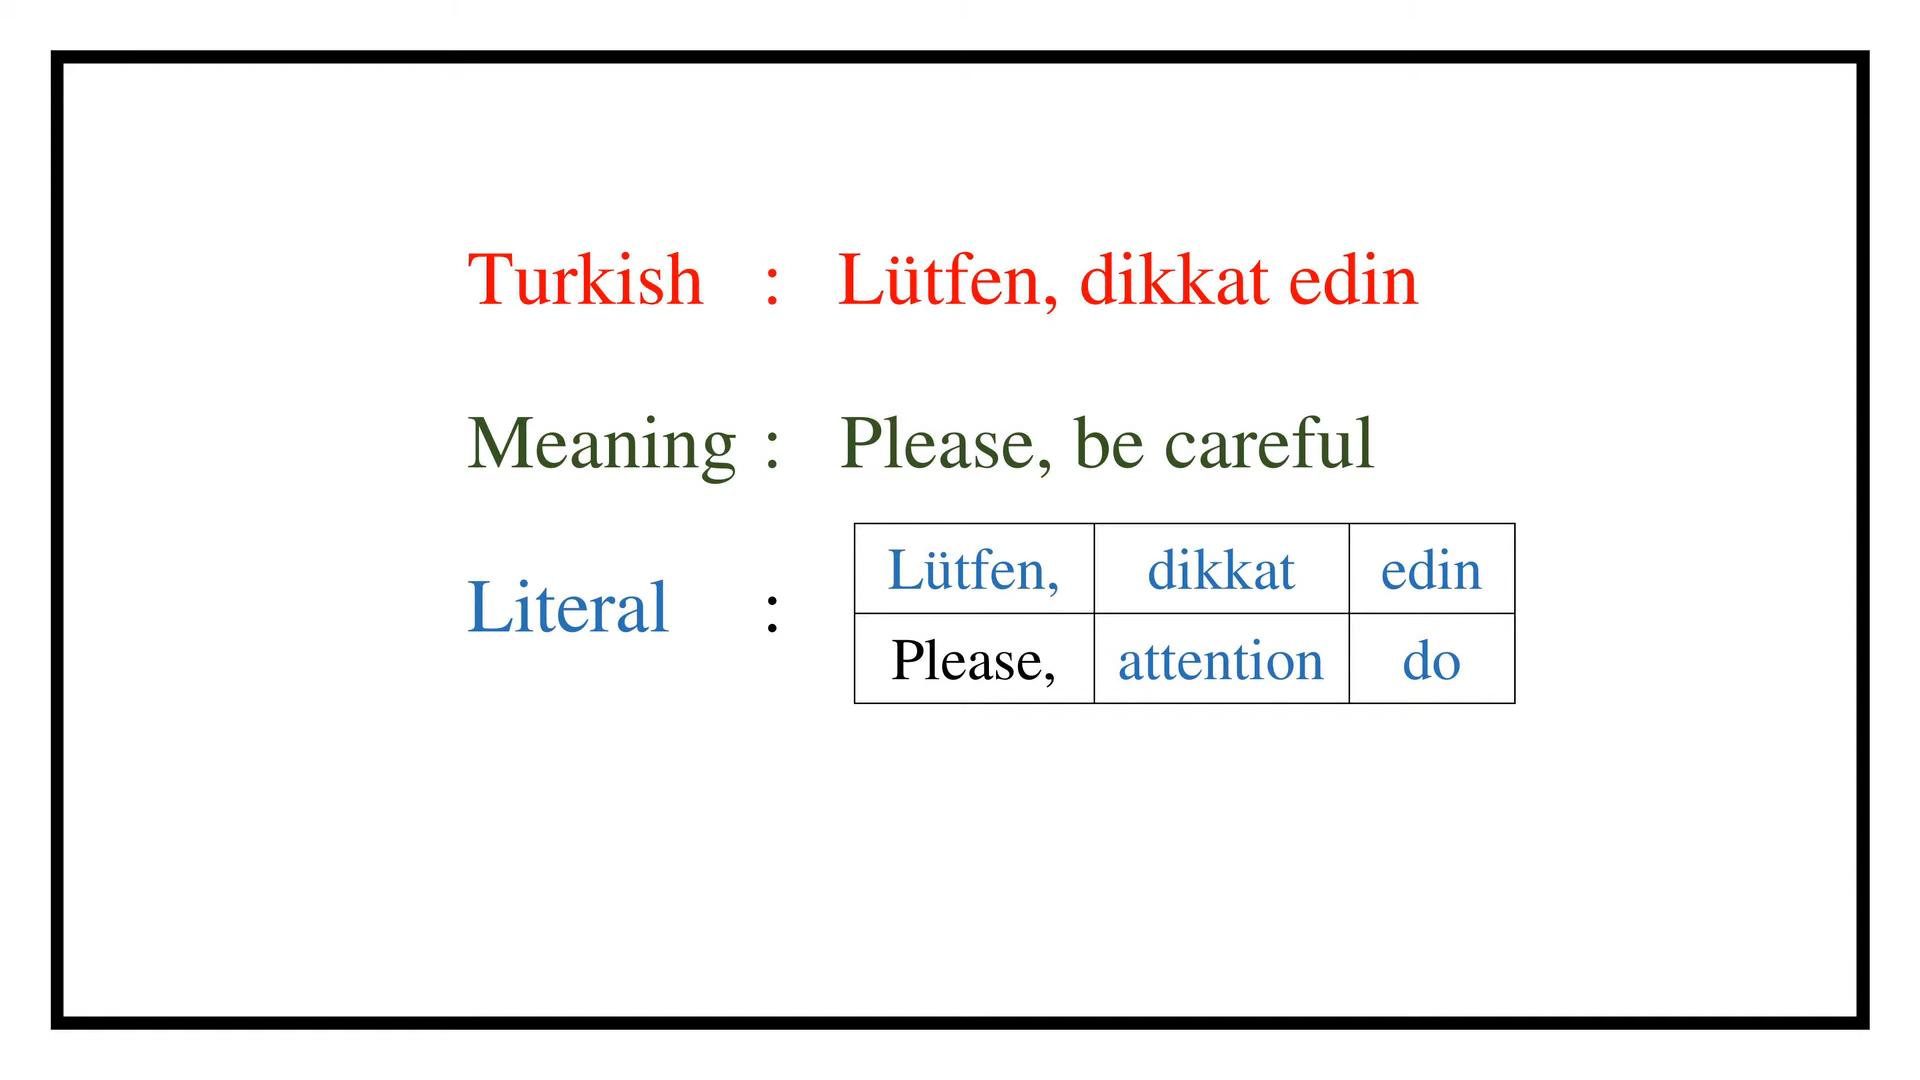 Turkish : Lütfen, dikkat edin
Meaning : Please, be careful
Literal :
Lütfen, dikkat edin
Please, attention do